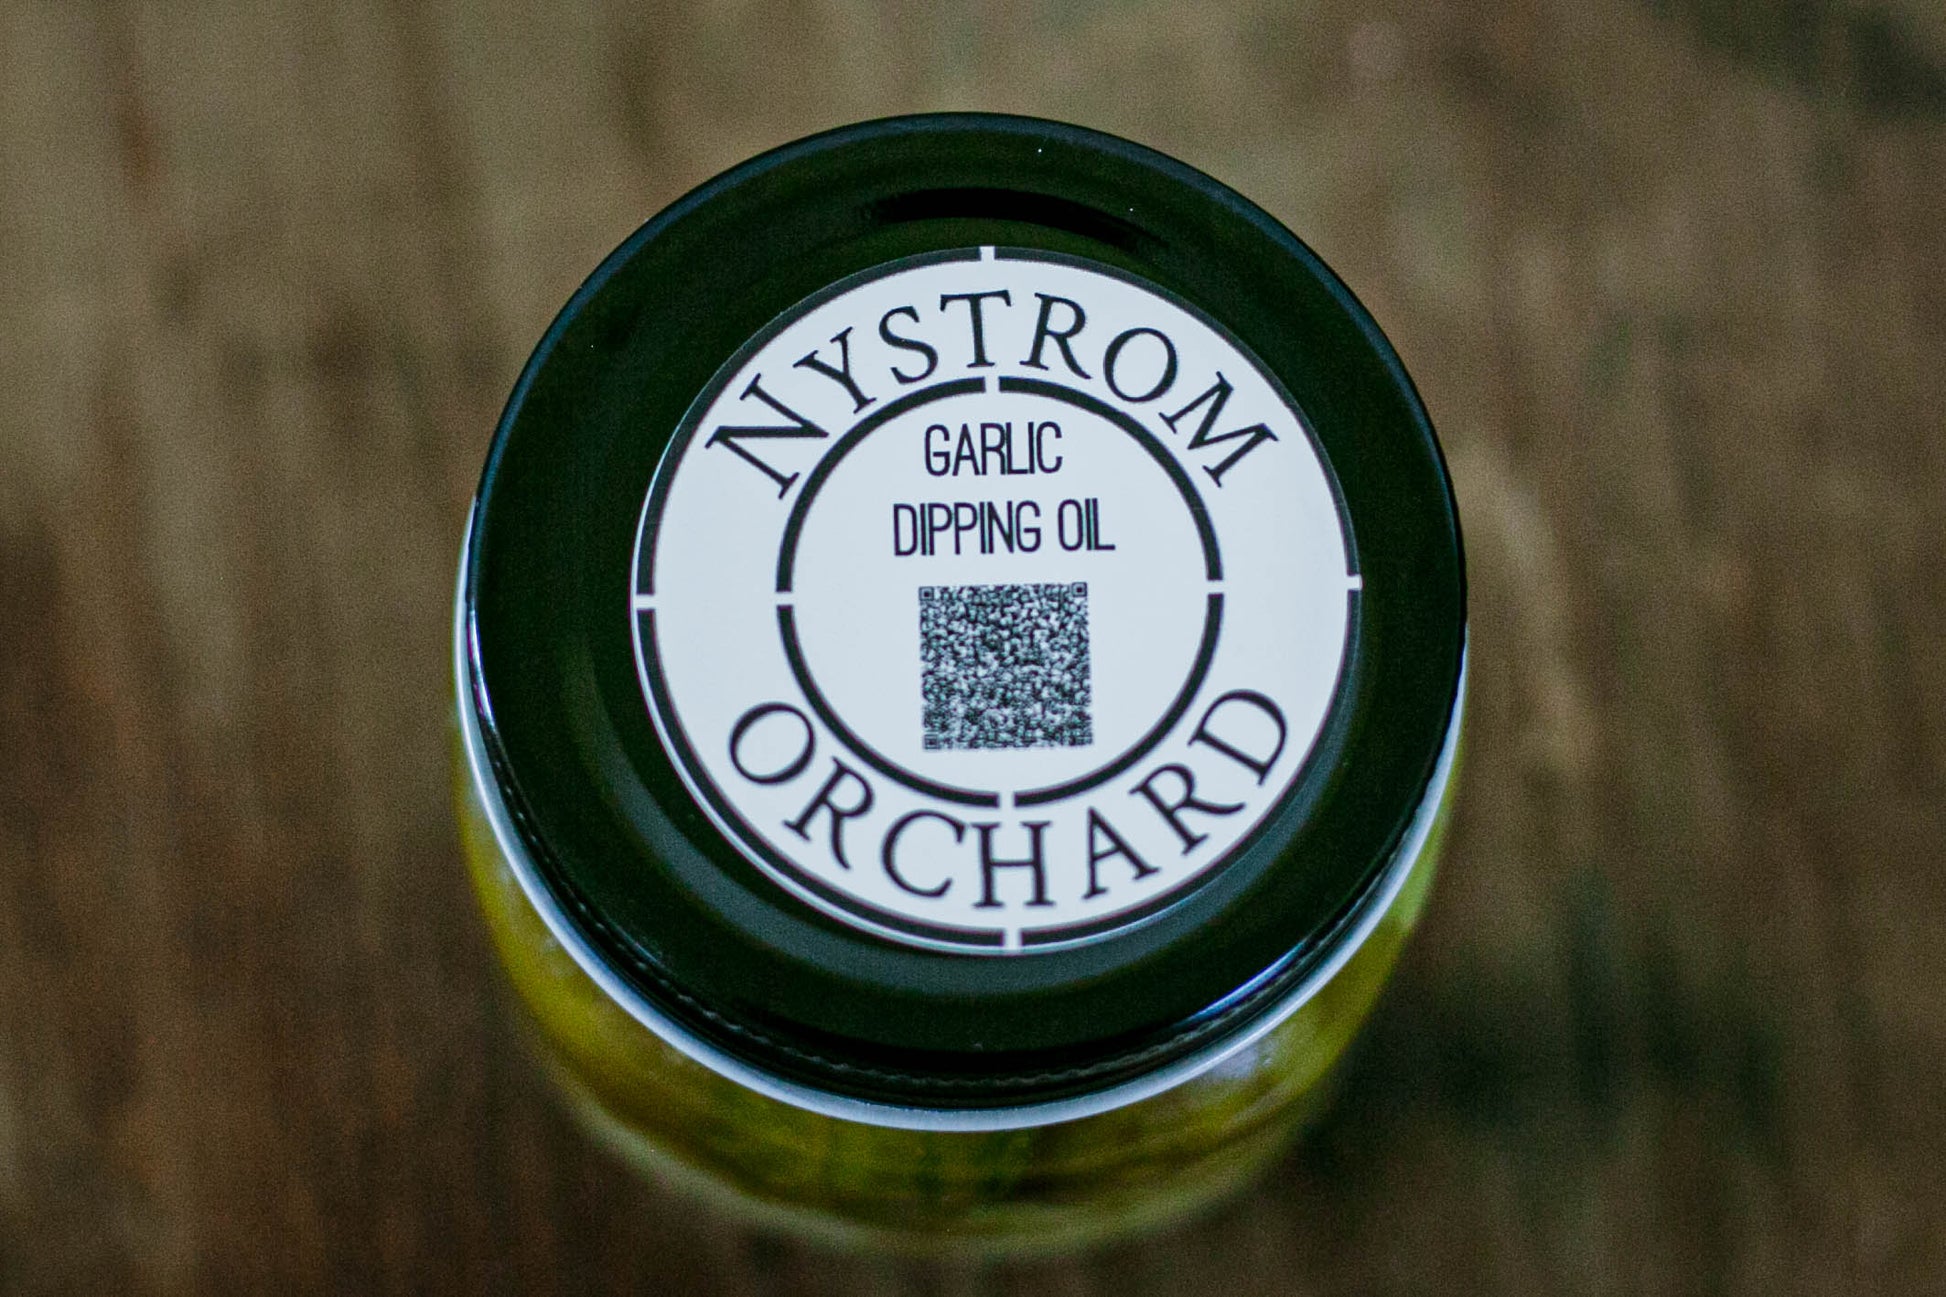 NYSTROM
GARLIC
DIPPING OIL
ORCHARD